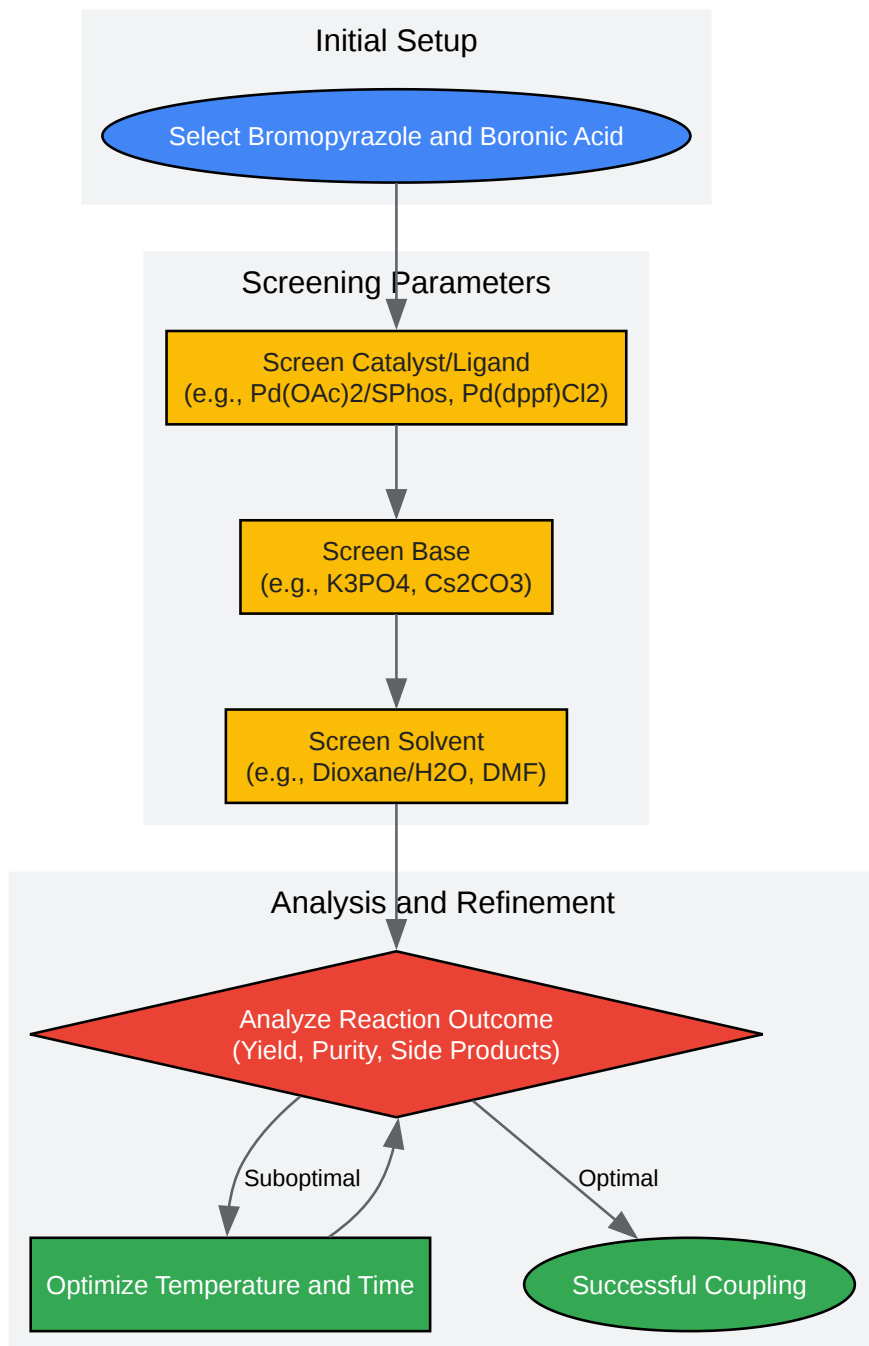 Initial Setup
Select Bromopyrazole and Boronic Acid
Screening Parameters
Screen Catalyst/Ligand
(e.g., Pd(OAc)2/SPhos, Pd(dppf)Cl2)
Screen Base
(e.g., K3PO4, Cs2CO3)
Screen Solvent
(e.g., Dioxane/H2O, DMF)
Analysis and Refinement
Analyze Reaction Outcome
(Yield, Purity, Side Products)
Suboptimal
Optimal
Optimize Temperature and Time
Successful Coupling